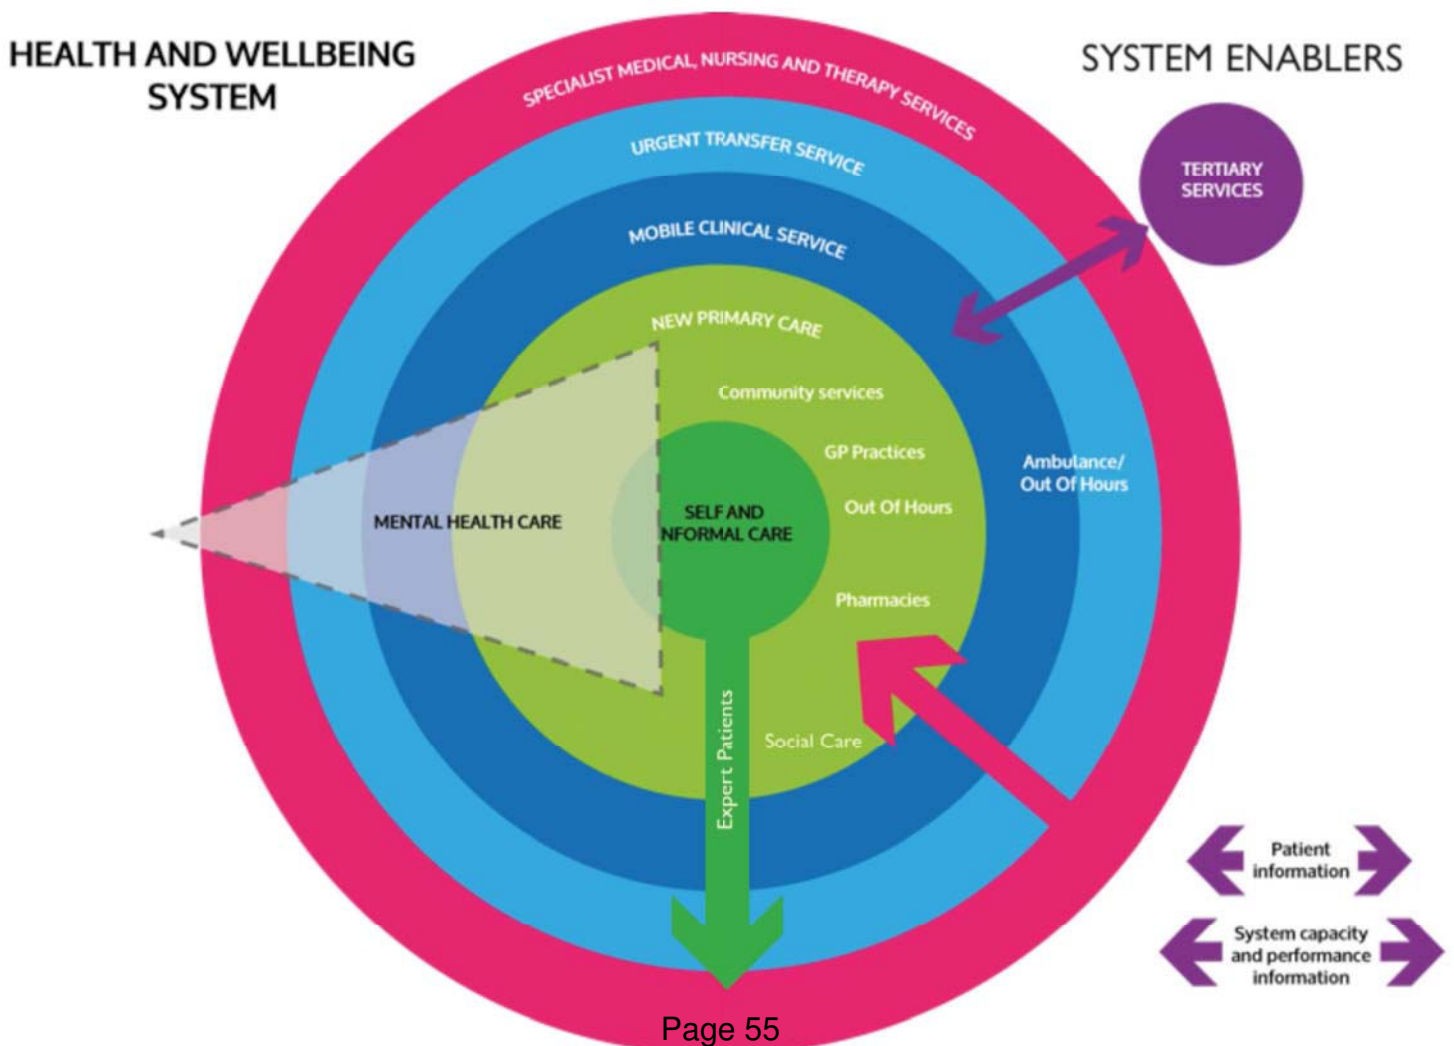 HEALTH AND WELLBEING
SYSTEM
SYSTEM ENABLERS
SPECIALIST MEDICAL, NURSING AND THERAPY SERVICES
URGENT TRANSFER SERVICE
TERTIARY
SERVICES
MOBILE CLINICAL SERVICE
NEW PRIMARY CARE
Community services
GP Practices
Ambulance/
Out Of Hours
Out Of Hours
MENTAL HEALTH CARE
SELF AND
NFORMAL CARE
Pharmacies
Expert Patients
Social Care
Patient
information
System capacity
and performance
information
Page 55